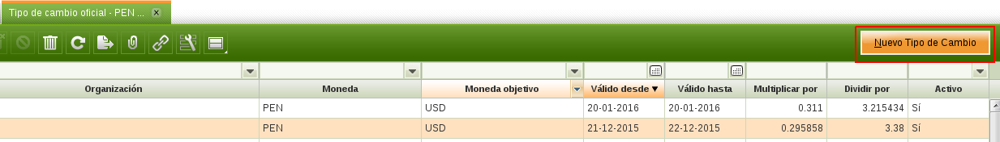 Tipo de cambio oficial - PEN ...
Nuevo Tipo de Cambio
Organización Moneda Moneda objetivo Válido desde Válido hasta Multiplicar por Dividir por Activo
PEN USD 20-01-2016 20-01-2016 0.311 3.215434 Sí
PEN USD 21-12-2015 22-12-2015 0.295858 3.38 Sí